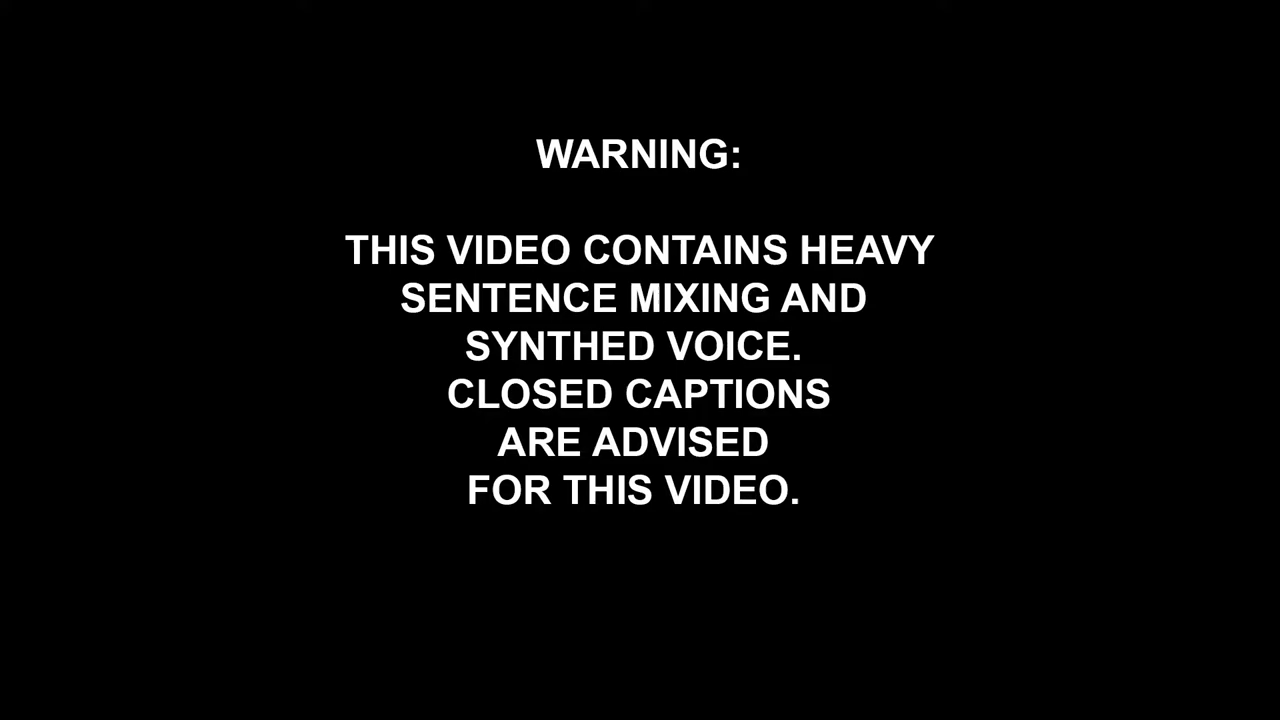 WARNING:
THIS VIDEO CONTAINS HEAVY
SENTENCE MIXING AND
SYNTHED VOICE.
CLOSED CAPTIONS
ARE ADVISED
FOR THIS VIDEO.